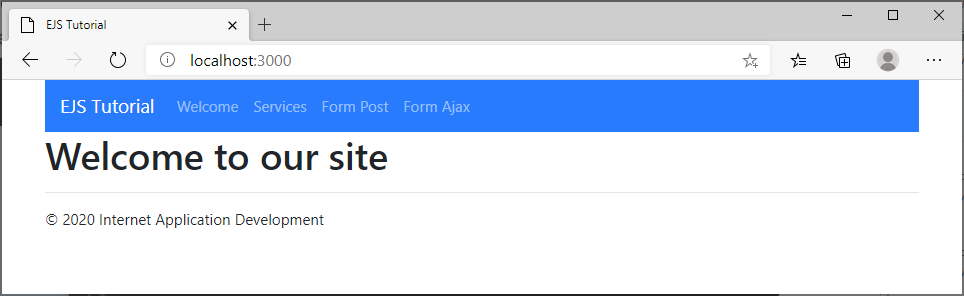 EJS Tutorial
localhost:3000
EJS Tutorial Welcome Services Form Post Form Ajax
Welcome to our site
© 2020 Internet Application Development